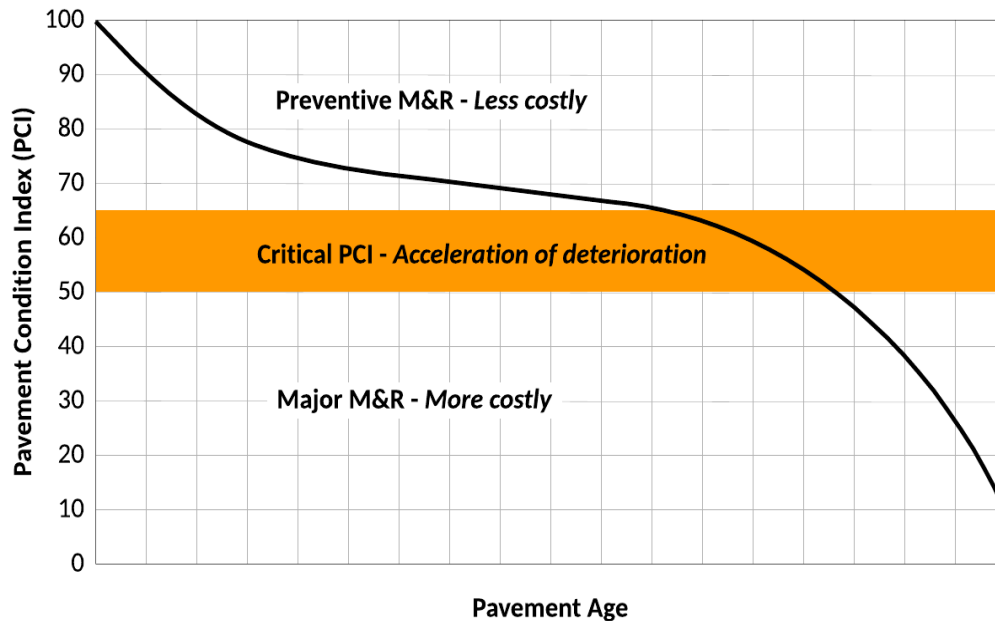 Pavement Condition Index (PCI)
100
90
80
70
60
50
40
30
20
10
0
Preventive M&R - Less costly
Critical PCI - Acceleration of deterioration
Major M&R - More costly
Pavement Age